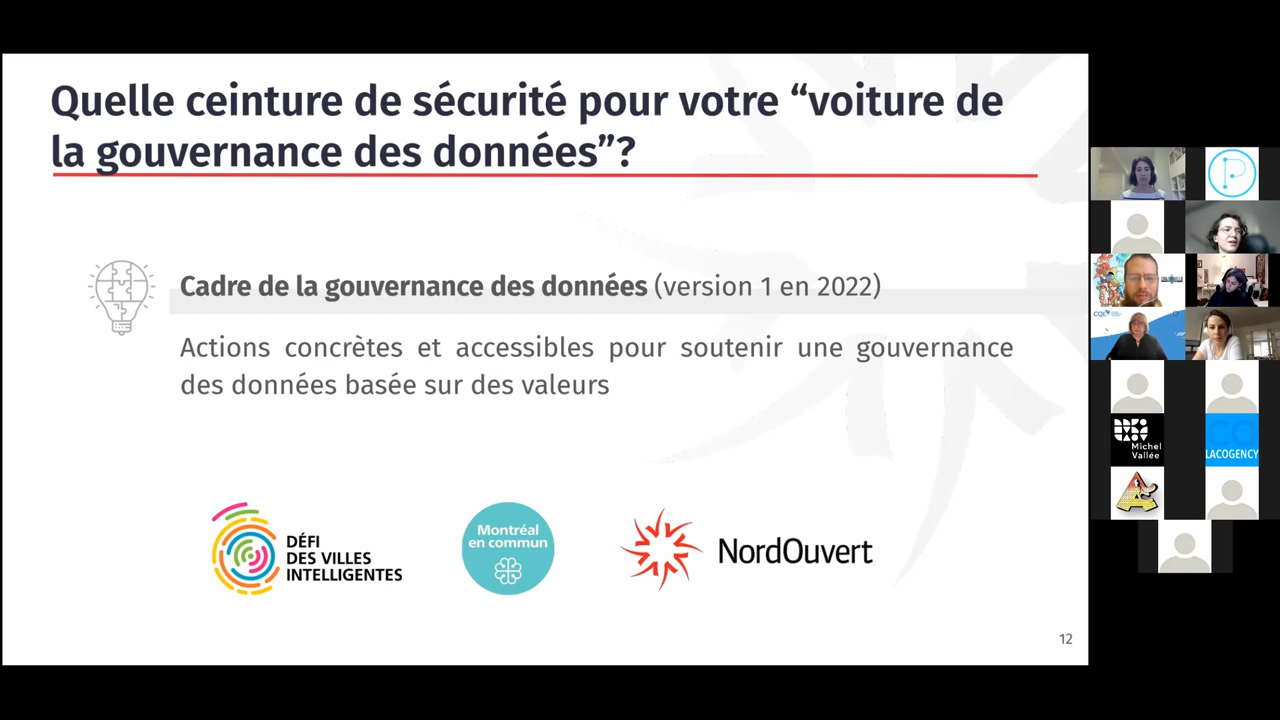 Quelle ceinture de sécurité pour votre “voiture de
la gouvernance des données”?
Cadre de la gouvernance des données (version 1 en 2022)
Actions concrètes et accessibles pour soutenir une gouvernance
des données basée sur des valeurs
DÉFI
DES VILLES
INTELLIGENTES
Montréal
en commun
NordOuvert
12
P
CQL
Michel
Vallée
CO
LACOGENCY